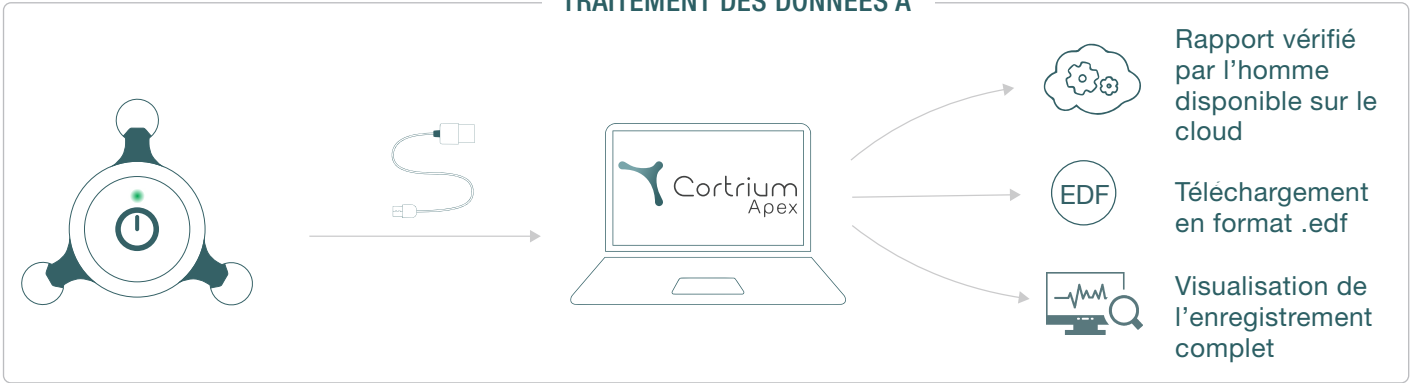 TRAITEMENT DES DONNÉES À
Cortrium
Apex
Rapport vérifié
par l’homme
disponible sur le
cloud
EDF
Téléchargement
en format .edf
Visualisation de
l’enregistrement
complet